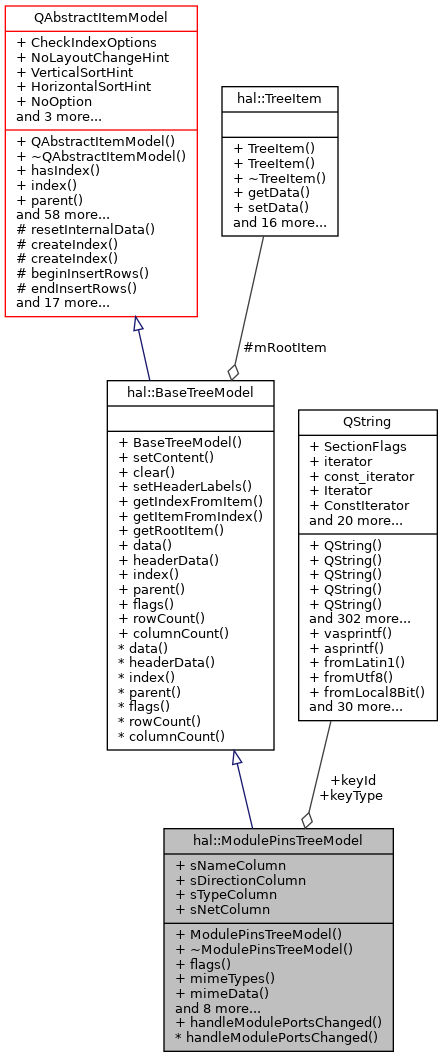 QAbstractItemModel
+ CheckIndexOptions
+ NoLayoutChangeHint
+ VerticalSortHint
+ HorizontalSortHint
+ NoOption
and 3 more...
+ QAbstractItemModel()
+ ~QAbstractItemModel()
+ hasIndex()
+ index()
+ parent()
and 58 more...
# resetInternalData()
# createIndex()
# createIndex()
# beginInsertRows()
# endInsertRows()
and 17 more...
hal::TreeItem
+ TreeItem()
+ TreeItem()
+ ~TreeItem()
+ getData()
+ setData()
and 16 more...
#mRootItem
hal::BaseTreeModel
+ BaseTreeModel()
+ setContent()
+ clear()
+ setHeaderLabels()
+ getIndexFromItem()
+ getItemFromIndex()
+ getRootItem()
+ data()
+ headerData()
+ index()
+ parent()
+ flags()
+ rowCount()
+ columnCount()
* data()
* headerData()
* index()
* parent()
* flags()
* rowCount()
* columnCount()
QString
+ SectionFlags
+ iterator
+ const_iterator
+ Iterator
+ ConstIterator
and 20 more...
+ QString()
+ QString()
+ QString()
+ QString()
+ QString()
and 302 more...
+ vasprintf()
+ asprintf()
+ fromLatin1()
+ fromUtf8()
+ fromLocal8Bit()
and 30 more...
+keyId
+keyType
hal::ModulePinsTreeModel
+ sNameColumn
+ sDirectionColumn
+ sTypeColumn
+ sNetColumn
+ ModulePinsTreeModel()
+ ~ModulePinsTreeModel()
+ flags()
+ mimeTypes()
+ mimeData()
and 8 more...
+ handleModulePortsChanged()
* handleModulePortsChanged()